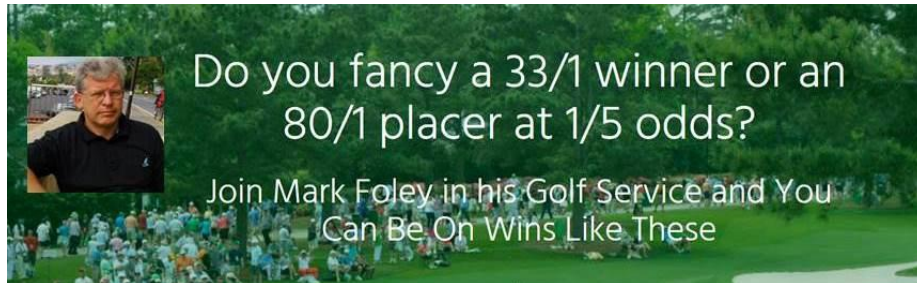 Do you fancy a 33/1 winner or an
80/1 placer at 1/5 odds?
Join Mark Foley in his Golf Service and You
Can Be On Wins Like These